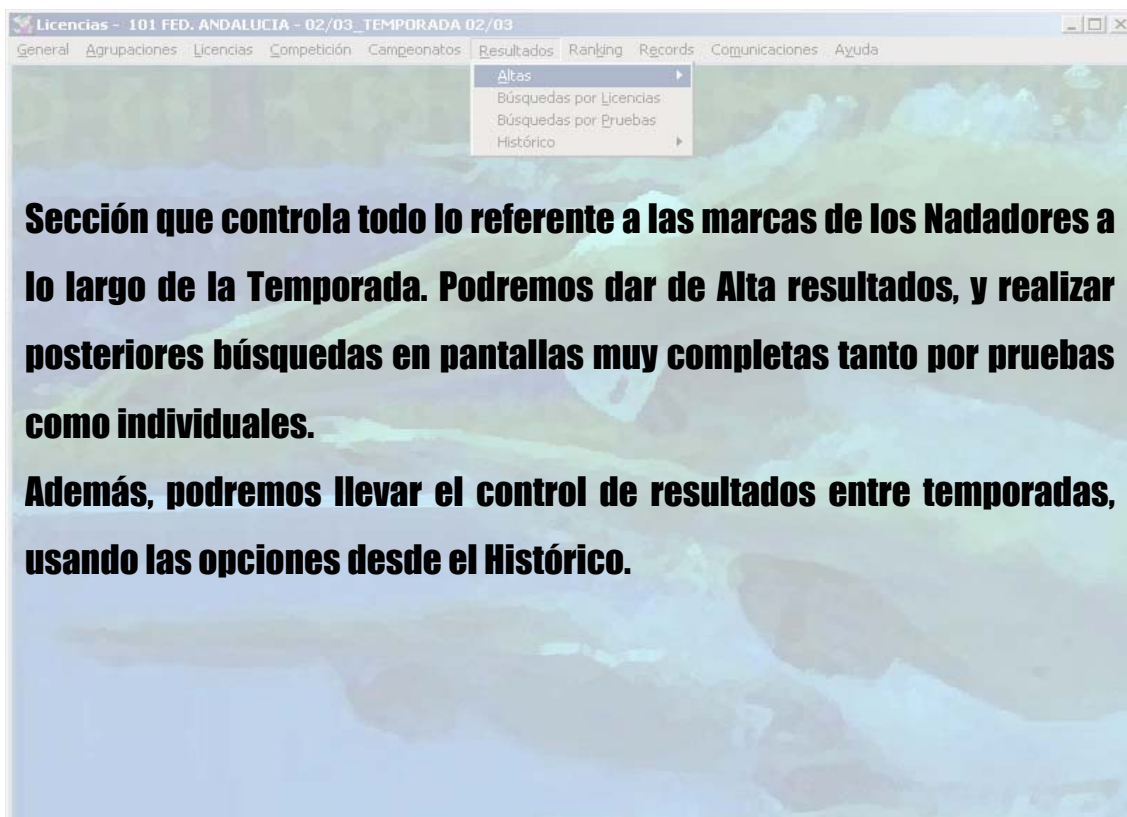 Licencias - 101 FED. ANDALUCIA - 02/03_TEMPORADA 02/03
General Agrupaciones Licencias Competición Campeonatos Resultados Ranking Records Comunicaciones Ayuda
Altas
Búsquedas por Licencias
Búsquedas por Pruebas
Histórico
Sección que controla todo lo referente a las marcas de los Nadadores a
lo largo de la Temporada. Podremos dar de Alta resultados, y realizar
posteriores búsquedas en pantallas muy completas tanto por pruebas
como individuales.
Además, podremos llevar el control de resultados entre temporadas,
usando las opciones desde el Histórico.